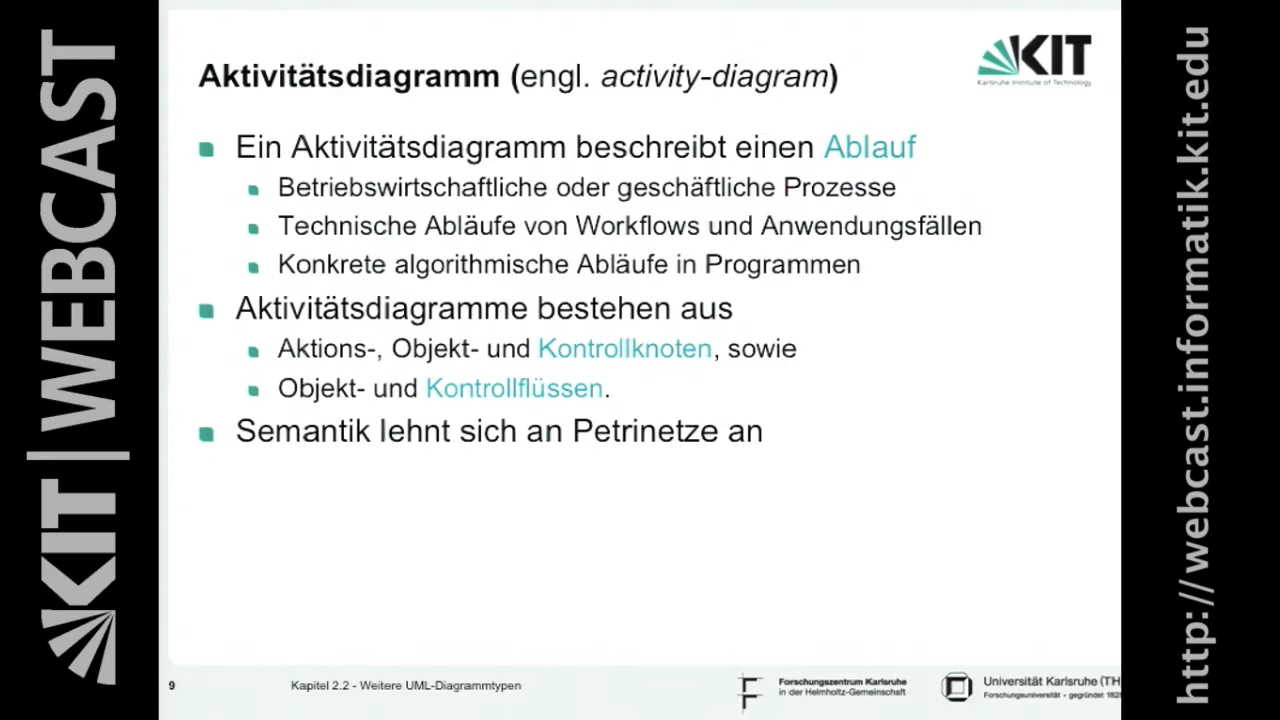 KIT | WEBCAST
Aktivitätsdiagramm (engl. activity-diagram)
KIT
Karlsruhe Institute of Technology
Ein Aktivitätsdiagramm beschreibt einen Ablauf
Betriebswirtschaftliche oder geschäftliche Prozesse
Technische Abläufe von Workflows und Anwendungsfällen
Konkrete algorithmische Abläufe in Programmen
Aktivitätsdiagramme bestehen aus
Aktions-, Objekt- und Kontrollknoten, sowie
Objekt- und Kontrollflüssen.
Semantik lehnt sich an Petrinetze an
9
Kapitel 2.2 - Weitere UML-Diagrammtypen
Forschungszentrum Karlsruhe
in der Helmholtz-Gemeinschaft
Universität Karlsruhe (TH
Forschungsuniversität • gegründet 182
http://webcast.informatik.kit.edu